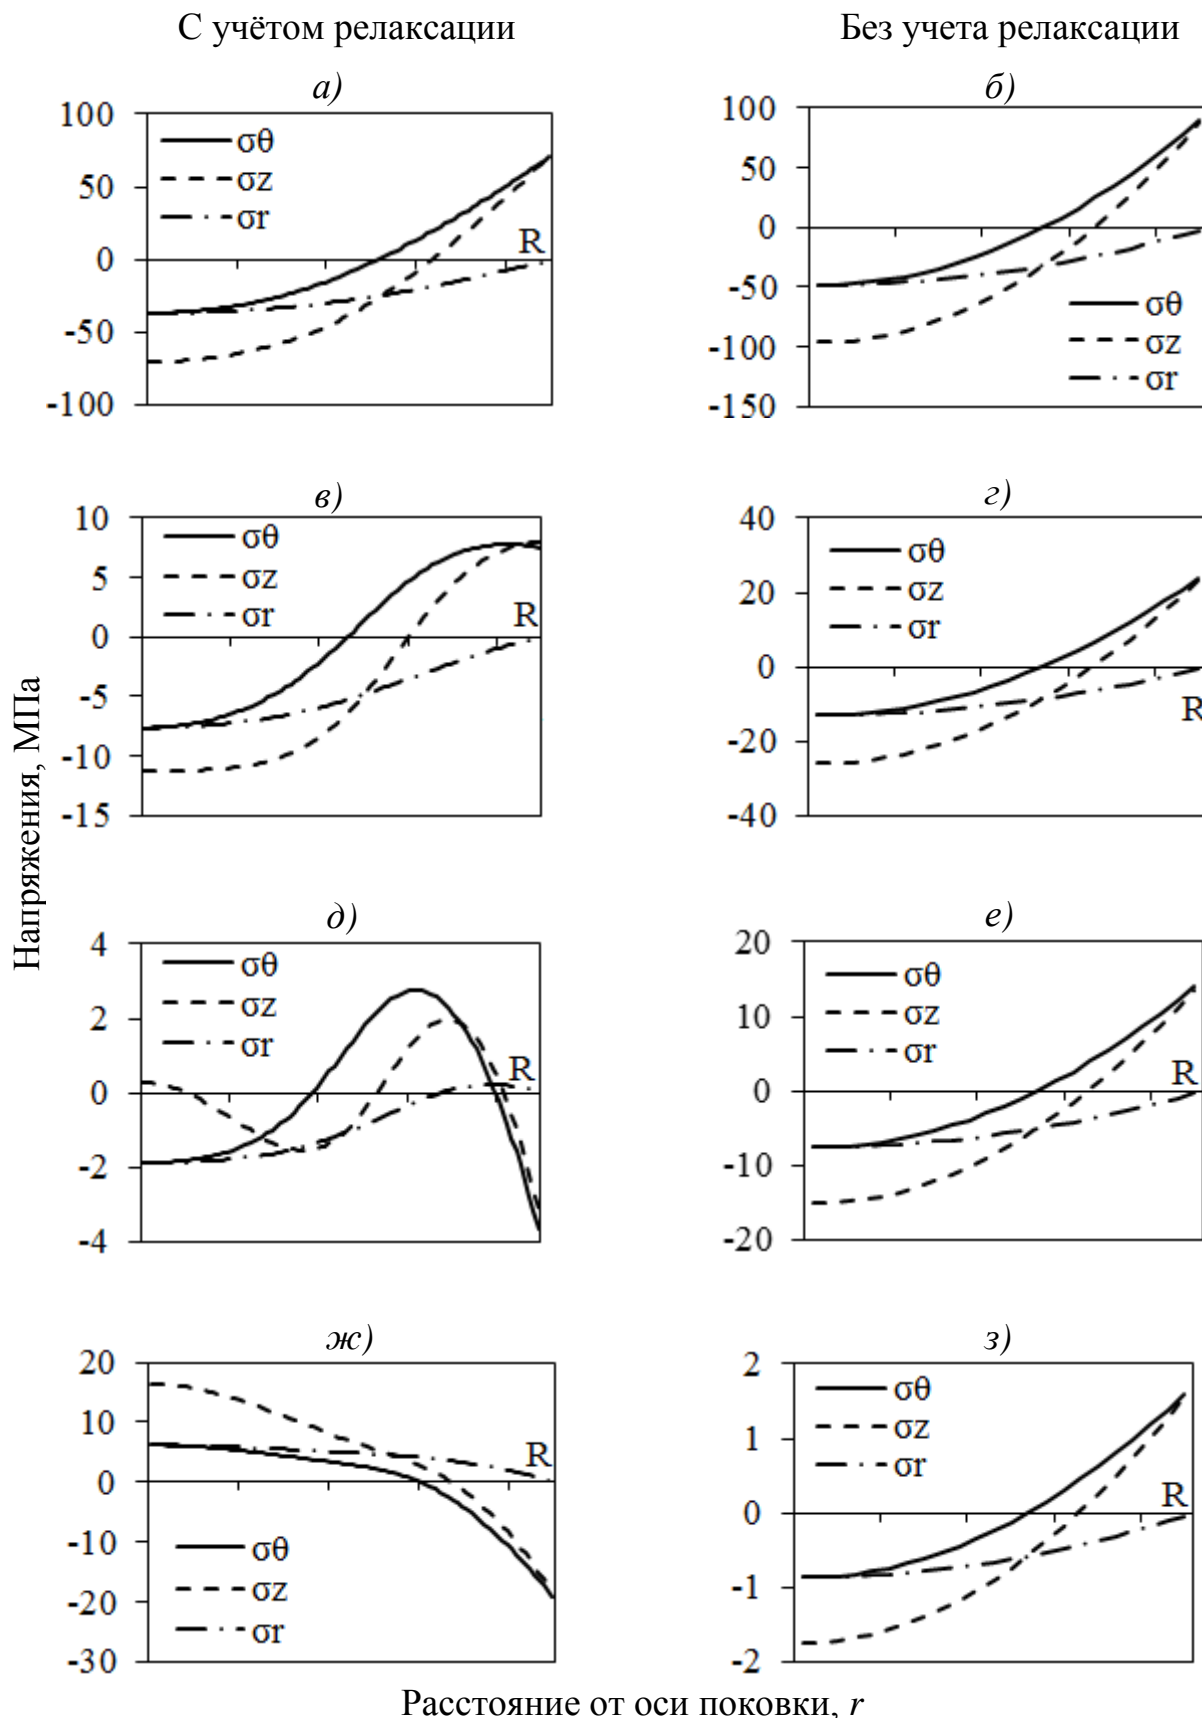 С учётом релаксации
Без учета релаксации
а)
100
50
0
-50
-100
σθ
σz
σr
R
б)
100
50
0
-50
-100
-150
σθ
σz
σr
в)
10
5
0
-5
-10
-15
σθ
σz
σr
R
г)
40
20
0
-20
-40
σθ
σz
σr
R
Напряжения, МПа
д)
4
2
0
-2
-4
σθ
σz
σr
R
е)
20
10
0
-10
-20
σθ
σz
σr
R
ж)
20
10
0
-10
-20
-30
σθ
σz
σr
R
з)
2
1
0
-1
-2
σθ
σz
σr
R
Расстояние от оси поковки, r